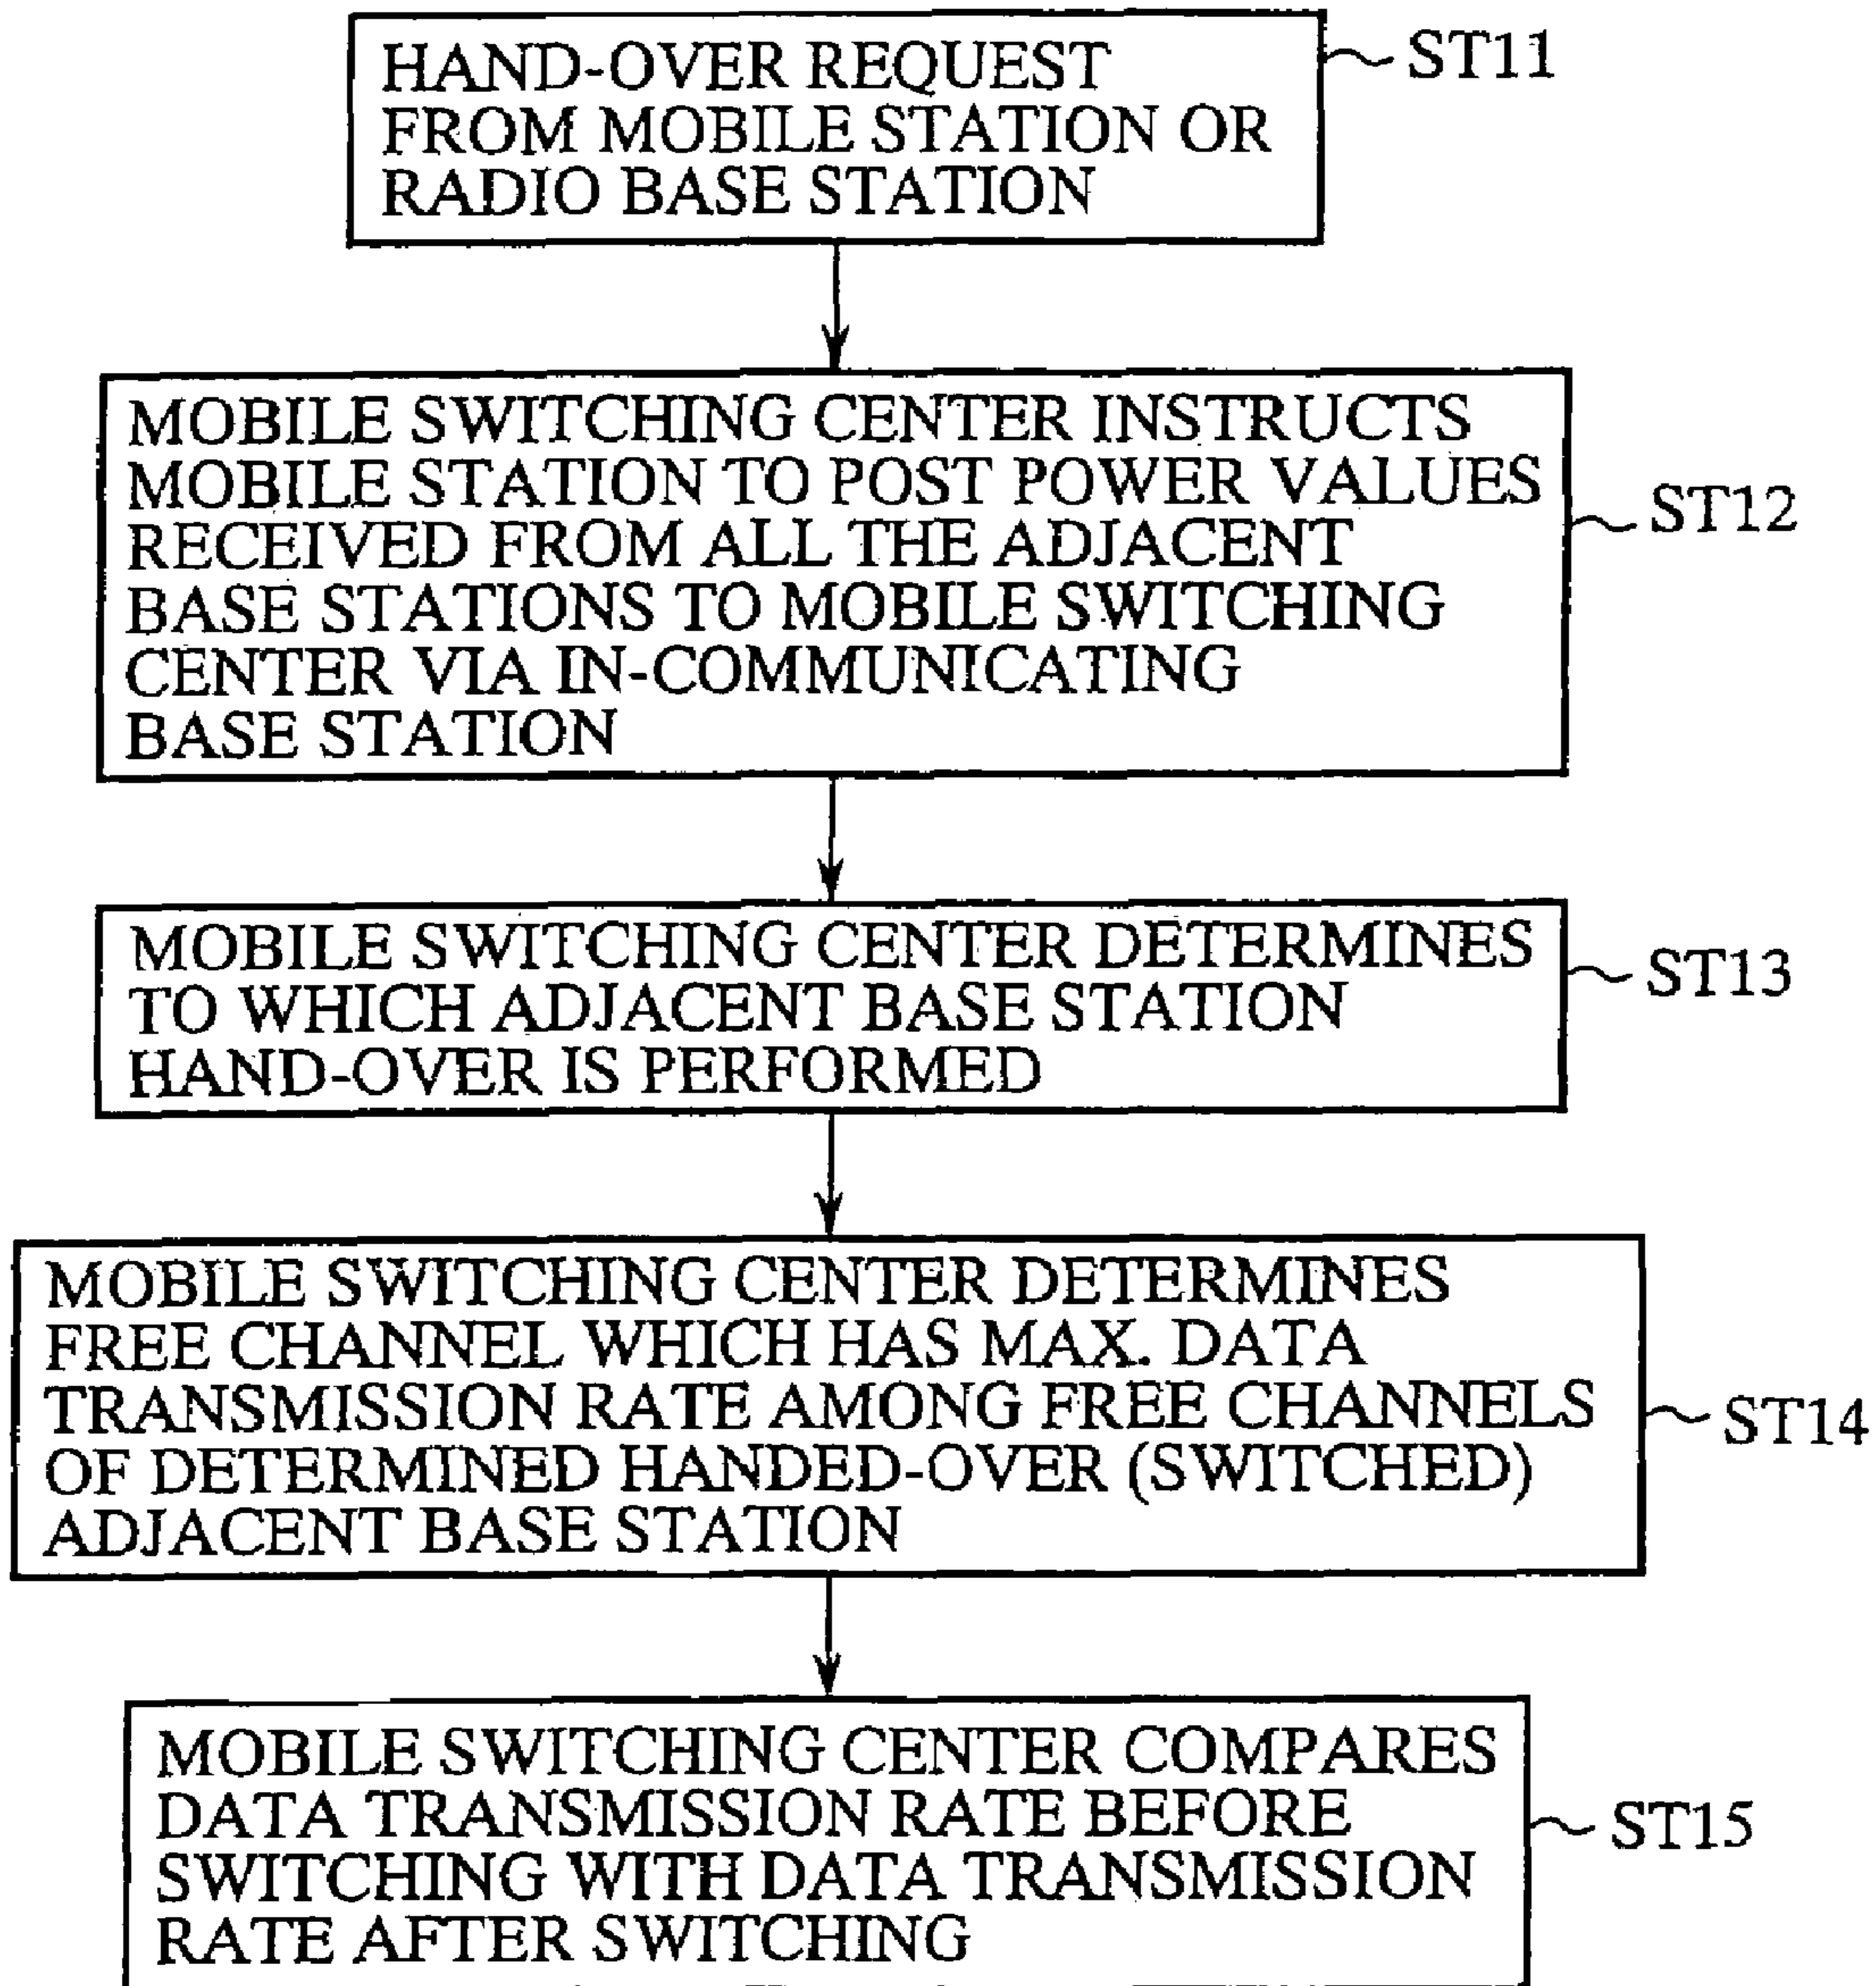 HAND-OVER REQUEST
FROM MOBILE STATION OR
RADIO BASE STATION
ST11
MOBILE SWITCHING CENTER INSTRUCTS
MOBILE STATION TO POST POWER VALUES
RECEIVED FROM ALL THE ADJACENT
BASE STATIONS TO MOBILE SWITCHING
CENTER VIA IN-COMMUNICATING
BASE STATION
ST12
MOBILE SWITCHING CENTER DETERMINES
TO WHICH ADJACENT BASE STATION
HAND-OVER IS PERFORMED
ST13
MOBILE SWITCHING CENTER DETERMINES
FREE CHANNEL WHICH HAS MAX. DATA
TRANSMISSION RATE AMONG FREE CHANNELS
OF DETERMINED HANDED-OVER (SWITCHED)
ADJACENT BASE STATION
ST14
MOBILE SWITCHING CENTER COMPARES
DATA TRANSMISSION RATE BEFORE
SWITCHING WITH DATA TRANSMISSION
RATE AFTER SWITCHING
ST15